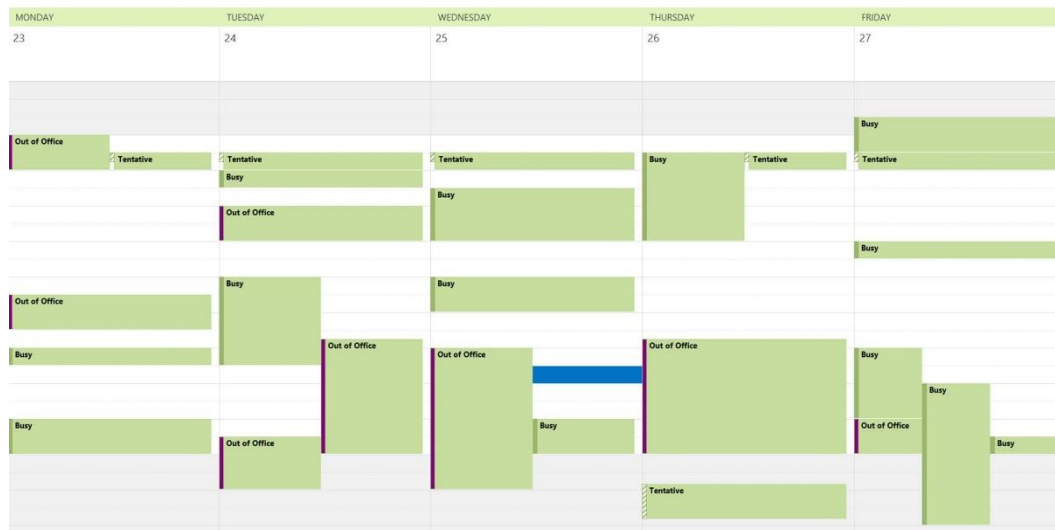 MONDAY
TUESDAY
WEDNESDAY
THURSDAY
FRIDAY
23
24
25
26
27
Out of Office
Tentative
Out of Office
Busy
Busy
Tentative
Busy
Out of Office
Busy
Out of Office
Out of Office
Tentative
Busy
Busy
Out of Office
Busy
Busy
Tentative
Out of Office
Tentative
Busy
Tentative
Busy
Busy
Busy
Out of Office
Busy